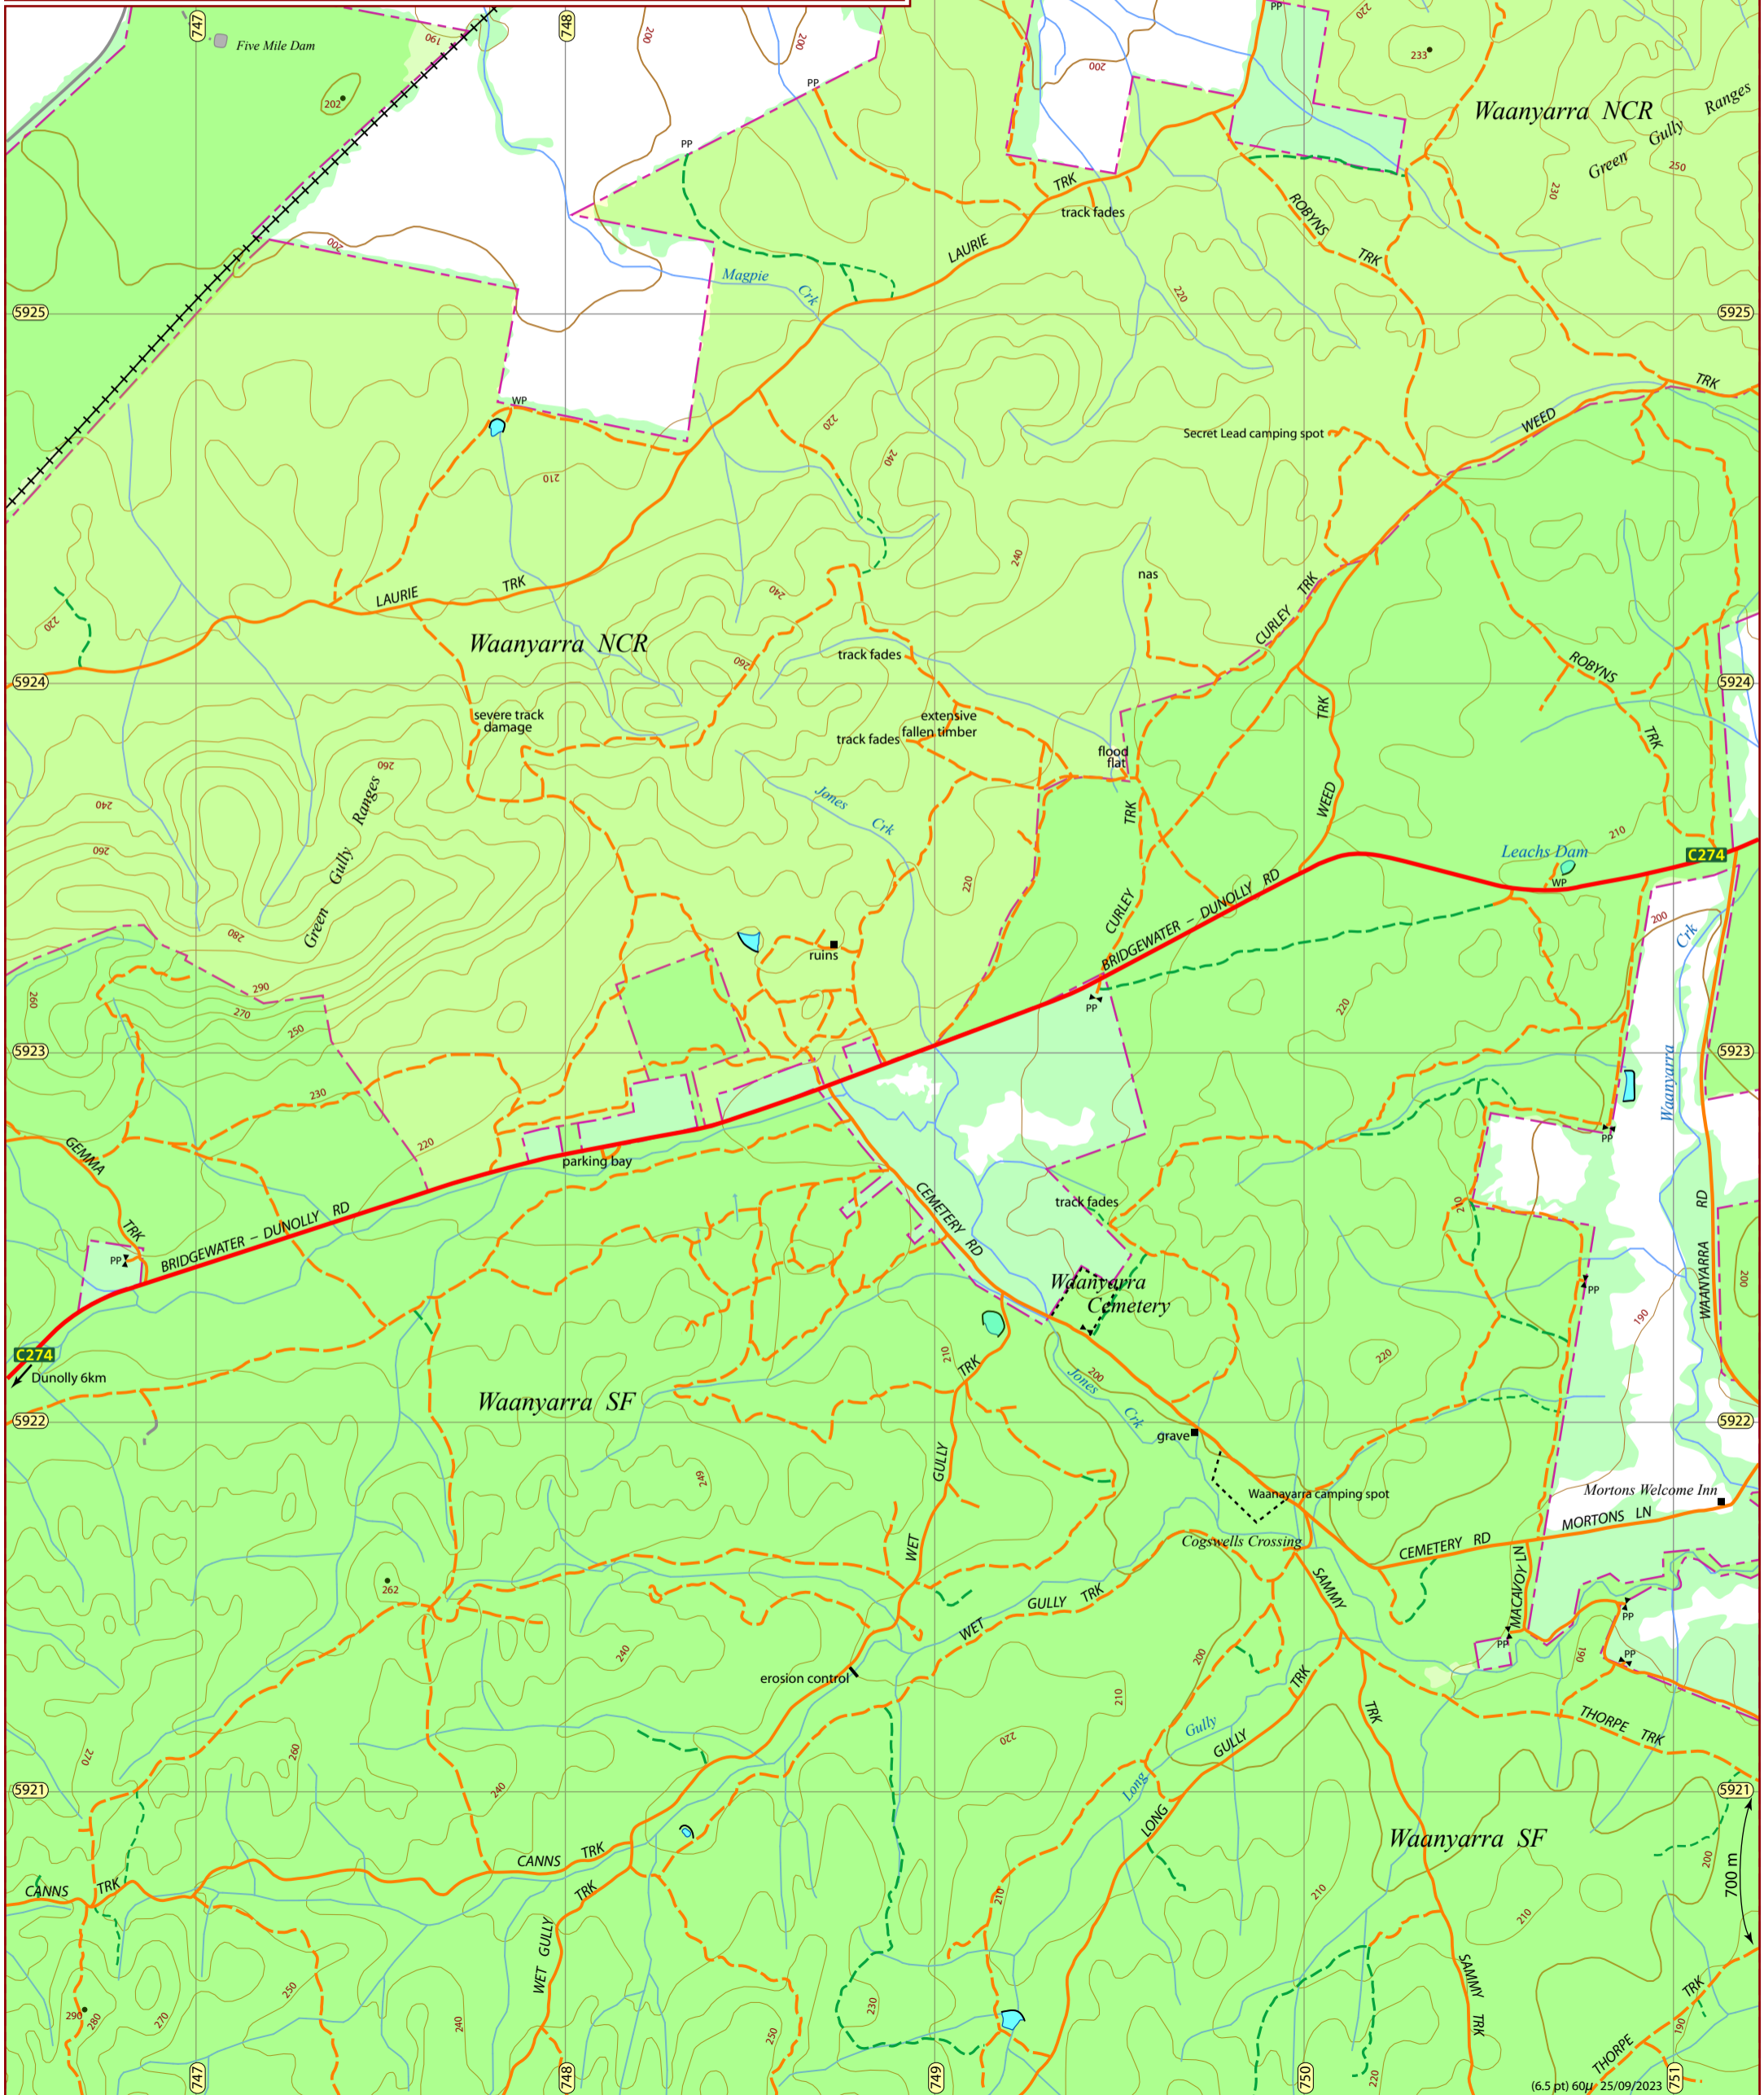 747
748
Five Mile Dam
190
202
200
200
PP
PP
200
PP
220
233
Waanyarra NCR
Green Gully Ranges
250
230
TRK
track fades
ROBYNS
TRK
LAURIE
200
Magpie
Crk
220
5925
5925
WP
220
TRK
WEED
Secret Lead camping spot
240
210
240
nas
LAURIE TRK
240
220
CURLEY TRK
Waanyarra NCR
260
track fades
ROBYNS
TRK
5924
5924
severe track
damage
extensive
fallen timber
track fades
flood
flat
TRK
WEED
260
240
Green Gully Ranges
Jones
Crk
TRK
260
210
C274
Leachs Dam
WP
220
280
CURLEY
BRIDGEWATER – DUNOLLY RD
200
Crk
ruins
290
260
270
250
PP
220
5923
5923
230
Waanyarra
GEMMA
TRK
220
parking bay
PP
CEMETERY RD
track fades
210
RD
WAANYARRA
PP
BRIDGEWATER – DUNOLLY RD
Waanyarra
Cemetery
PP
200
190
C274
Dunolly 6km
210
TRK
200
220
Jones
Crk
Waanyarra SF
5922
5922
grave
GULLY
249
Waanayarra camping spot
Mortons Welcome Inn
MORTONS LN
WET
Cogswells Crossing
CEMETERY RD
262
SAMMY
MACAVOY LN
GULLY TRK
WET
PP
PP
PP
240
200
190
erosion control
TRK
210
TRK
THORPE TRK
Gully
GULLY
220
270
260
5921
5921
240
Long
LONG
Waanyarra SF
CANNS TRK
200
700 m
CANNS TRK
TRK
210
210
210
WET GULLY
SAMMY TRK
250
TRK
290
280
270
240
230
250
190
THORPE
220
747
748
749
750
751
(6.5 pt) 60µ 25/09/2023